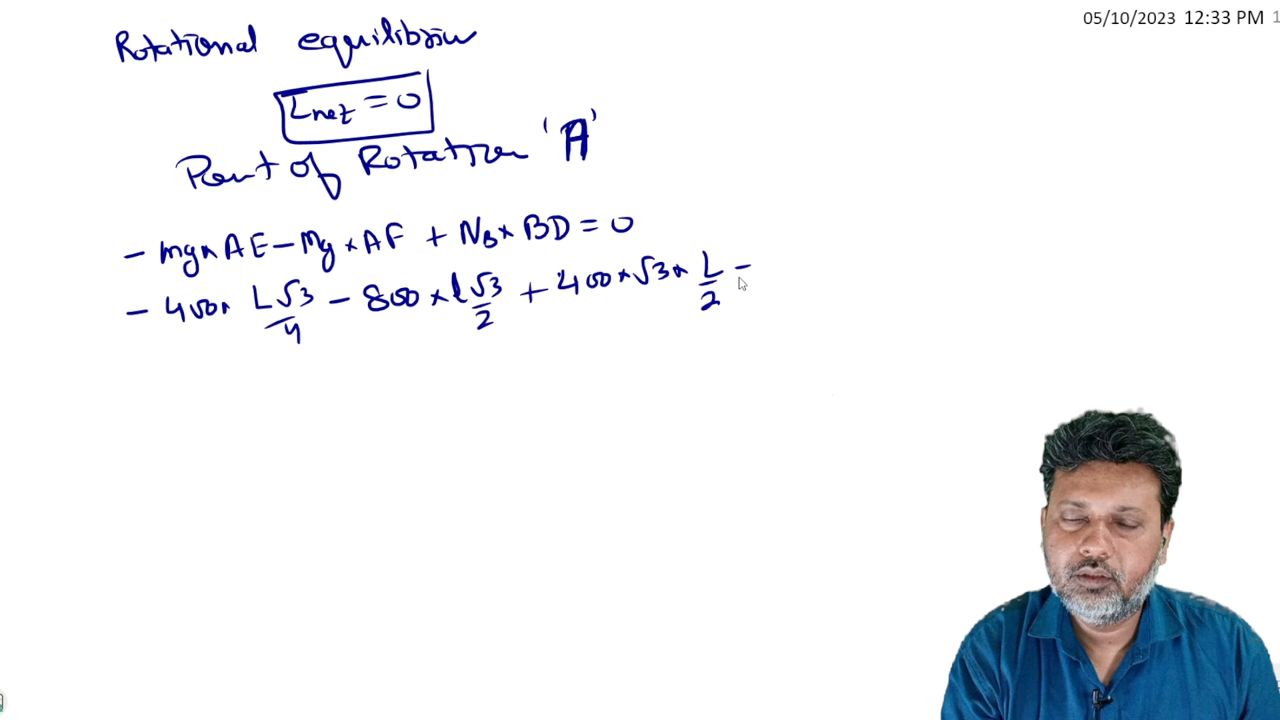 05/10/2023 12:33 PM 1
Rotational equilibrium
τnet = 0
Point of Rotation 'A'
- mg × AE - Mg × AF + NB × BD = 0
- 400 × L√3/4 - 800 × l√3/2 + 400 × √3 × L/2 =